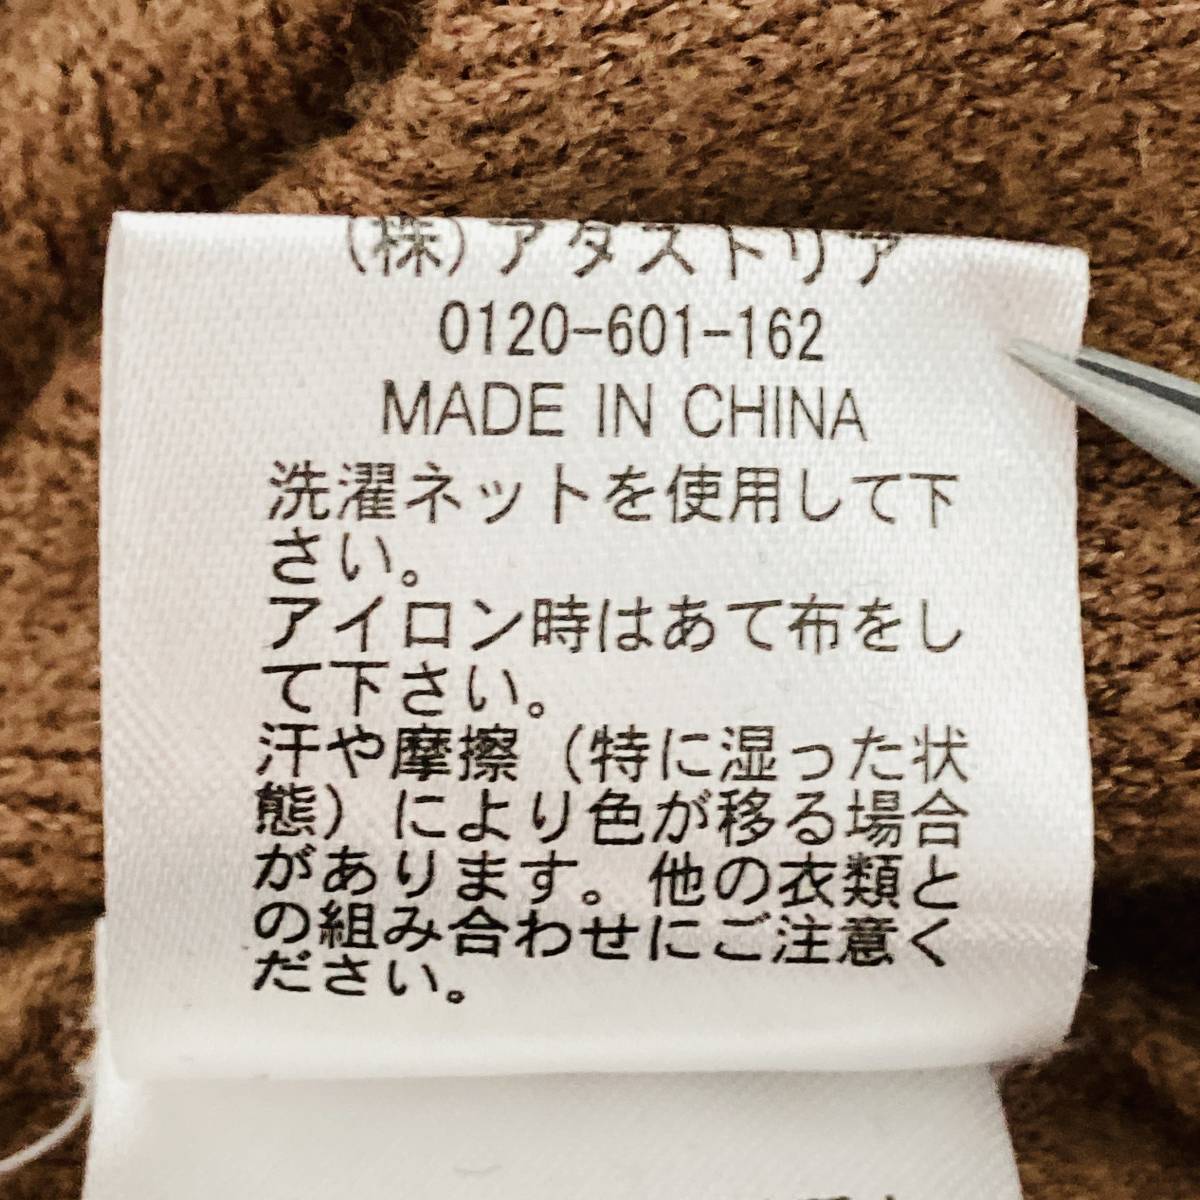 (株)アダストリア
0120-601-162
MADE IN CHINA
洗濯ネットを使用して下
さい。
アイロン時はあて布をし
て下さい。
汗や摩擦（特に湿った状
態）により色が移る場合
があります。他の衣類と
の組み合わせにご注意く
ださい。